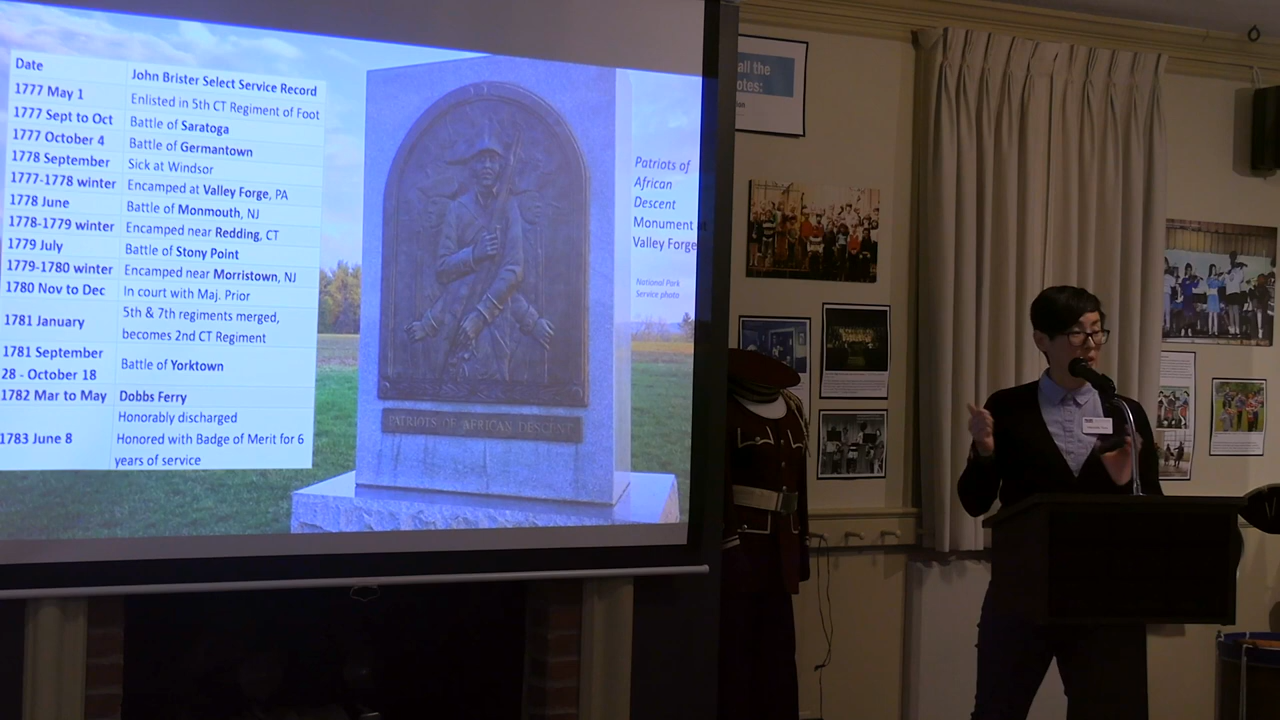 Date
John Brister Select Service Record
1777 May 1
Enlisted in 5th CT Regiment of Foot
1777 Sept to Oct
Battle of Saratoga
1777 October 4
Battle of Germantown
1778 September
Sick at Windsor
1777-1778 winter
Encamped at Valley Forge, PA
1778 June
Battle of Monmouth, NJ
1778-1779 winter
Encamped near Redding, CT
1779 July
Battle of Stony Point
1779-1780 winter
Encamped near Morristown, NJ
1780 Nov to Dec
In court with Maj. Prior
1781 January
5th & 7th regiments merged,
becomes 2nd CT Regiment
1781 September
28 - October 18
Battle of Yorktown
1782 Mar to May
Dobbs Ferry
1783 June 8
Honorably discharged
Honored with Badge of Merit for 6
years of service
PATRIOTS OF AFRICAN DESCENT
Patriots of
African
Descent
Monument at
Valley Forge
National Park
Service photo
all the
otes: